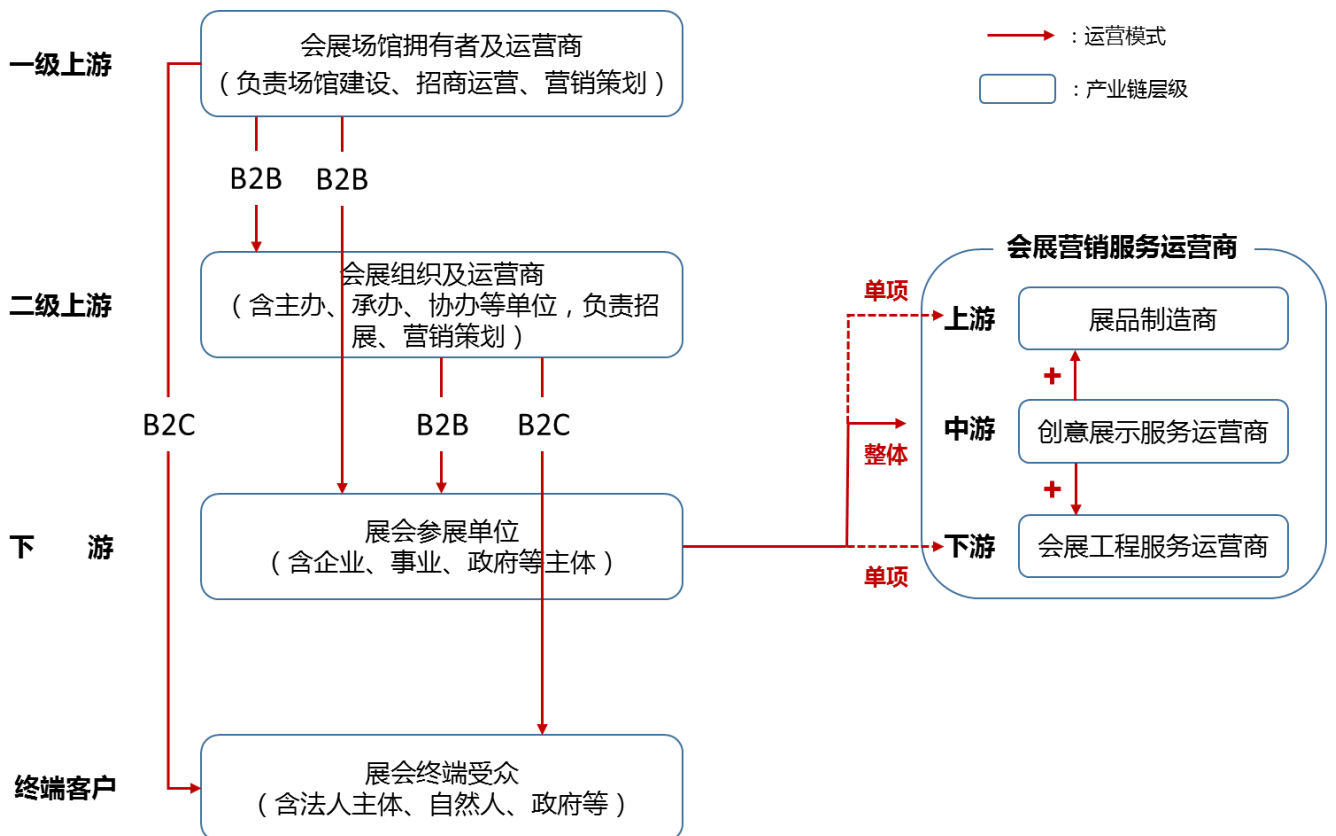 一级上游
会展场馆拥有者及运营商
（负责场馆建设、招商运营、营销策划）
：运营模式
：产业链层级
B2B
B2B
二级上游
会展组织及运营商
（含主办、承办、协办等单位，负责招
展、营销策划）
B2C
B2B
B2C
下 游
展会参展单位
（含企业、事业、政府等主体）
终端客户
展会终端受众
（含法人主体、自然人、政府等）
会展营销服务运营商
单项
上游
展品制造商
+
整体
中游
创意展示服务运营商
+
单项
下游
会展工程服务运营商